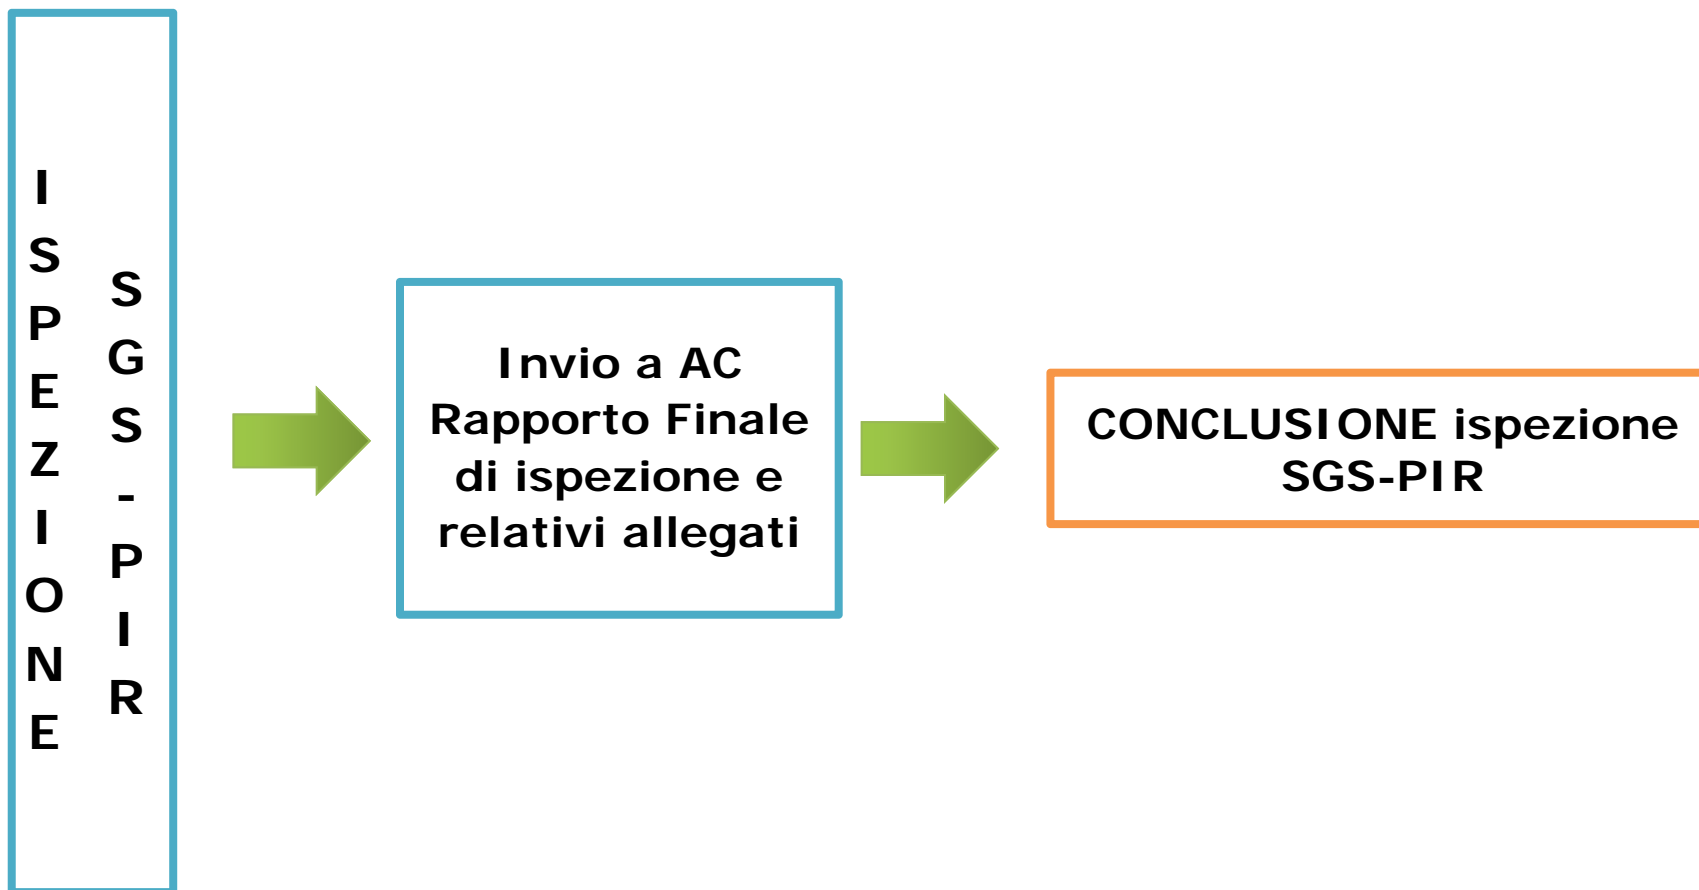 ISPEZIONE
SGS-PIR
Invio a AC
Rapporto Finale
di ispezione e
relativi allegati
CONCLUSIONE ispezione
SGS-PIR